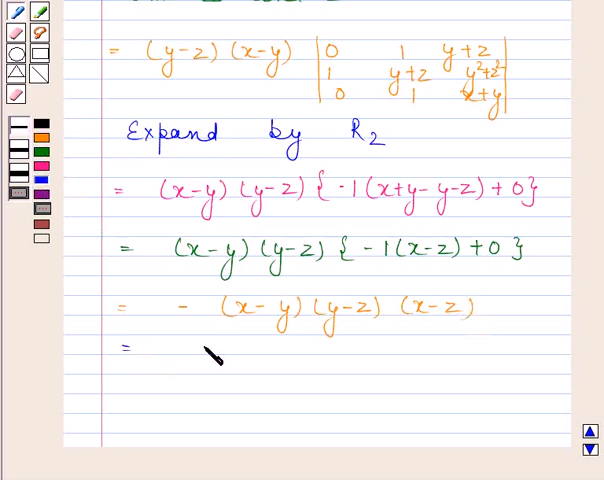 = (y-z) (x-y) | 0 1 y+z |
| 1 y+z y²+z² |
| 0 1 x+y |
Expand by R₂
= (x-y) (y-z) { -1(x+y-y-z) + 0 }
= (x-y) (y-z) { -1(x-z) + 0 }
= - (x-y) (y-z) (x-z)
=